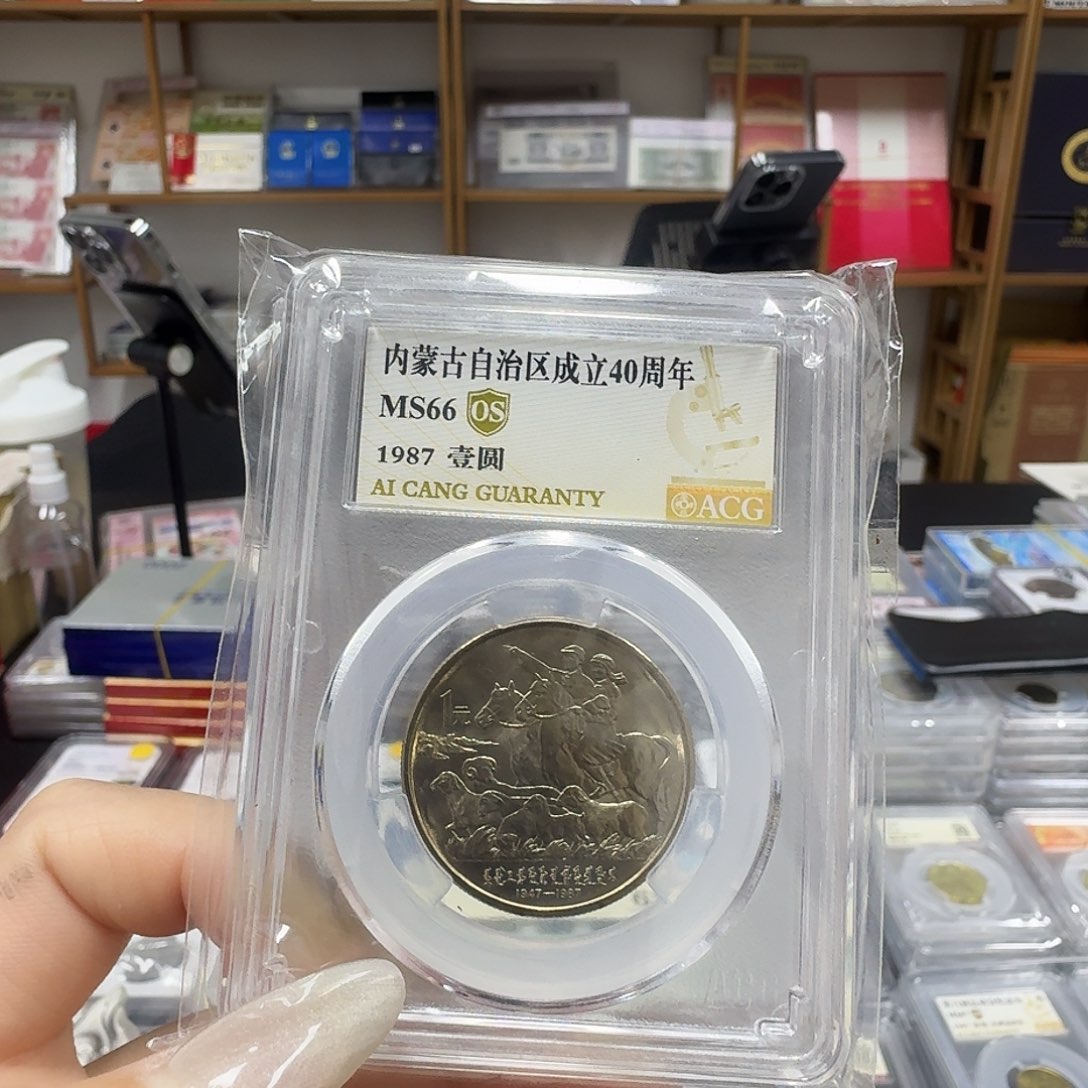 内蒙古自治区成立40周年
MS66 OS
1987 壹圆
AI CANG GUARANTY
ACG
1元
1947—1987